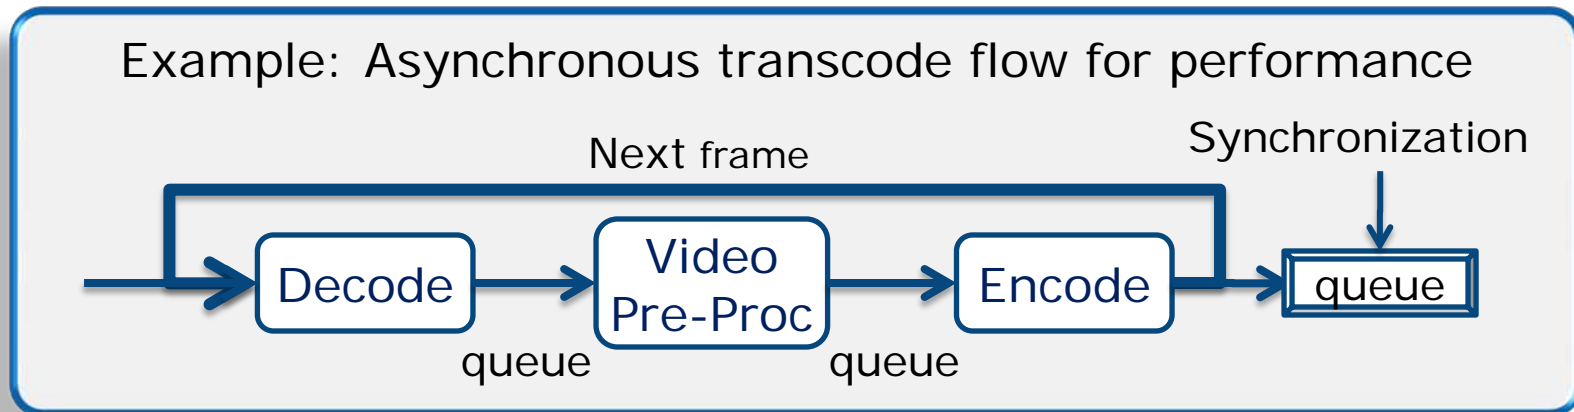 Example: Asynchronous transcode flow for performance
Synchronization
Next frame
Decode
Video
Pre-Proc
Encode
queue
queue
queue